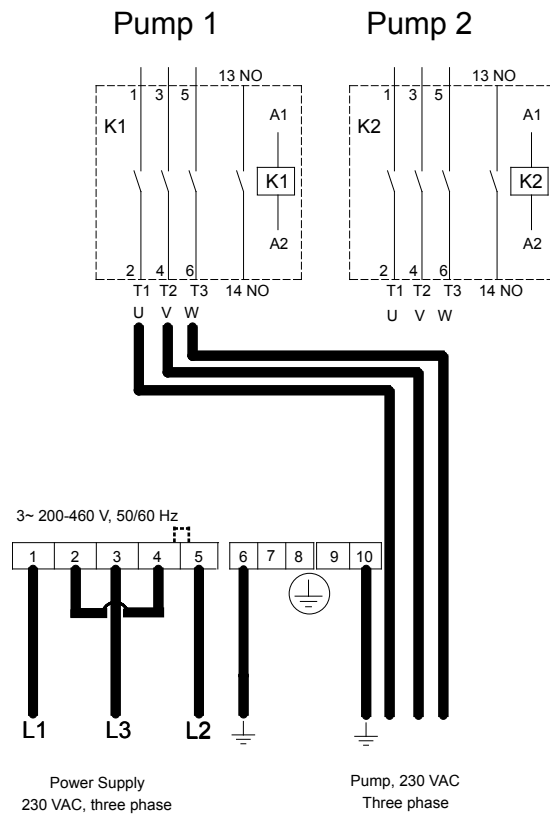 Pump 1 Pump 2
13 NO 13 NO
1 3 5 1 3 5
A1 A1
K1 K2
K1 K2
A2 A2
2 4 6 2 4 6
T1 T2 T3 14 NO T1 T2 T3 14 NO
U V W U V W
3~ 200-460 V, 50/60 Hz
1 2 3 4 5 6 7 8 9 10
L1 L3 L2
Power Supply
230 VAC, three phase
Pump, 230 VAC
Three phase